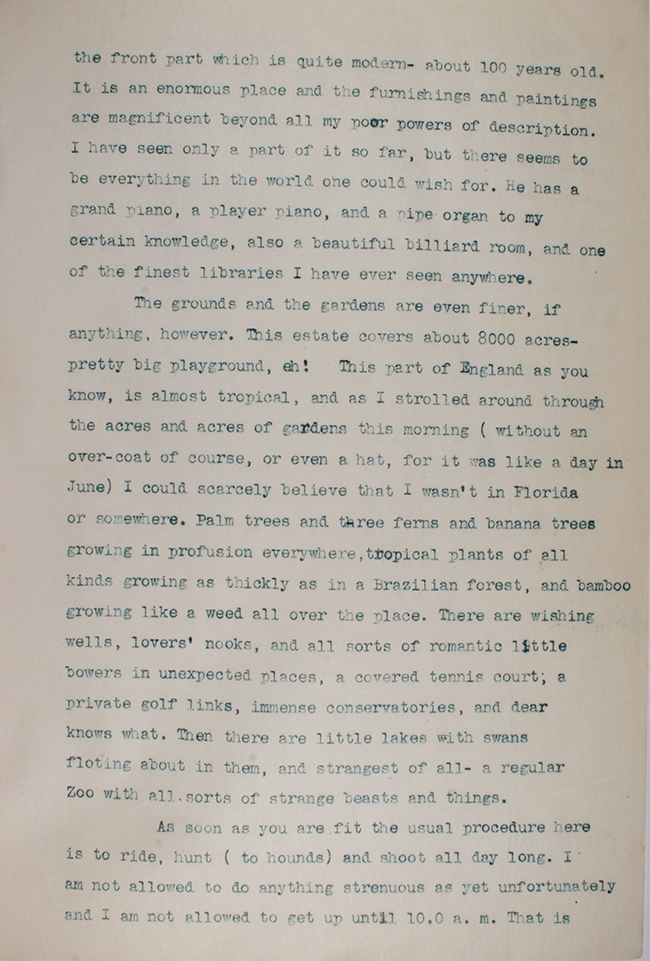 the front part which is quite modern- about 100 years old.
It is an enormous place and the furnishings and paintings
are magnificent beyond all my poor powers of description.
I have seen only a part of it so far, but there seems to
be everything in the world one could wish for. He has a
grand piano, a player piano, and a pipe organ to my
certain knowledge, also a beautiful billiard room, and one
of the finest libraries I have ever seen anywhere.
The grounds and the gardens are even finer, if
anything, however. This estate covers about 8000 acres-
pretty big playground, eh! This part of England as you
know, is almost tropical, and as I strolled around through
the acres and acres of gardens this morning ( without an
over-coat of course, or even a hat, for it was like a day in
June) I could scarcely believe that I wasn't in Florida
or somewhere. Palm trees and three ferns and banana trees
growing in profusion everywhere,tropical plants of all
kinds growing as thickly as in a Brazilian forest, and bamboo
growing like a weed all over the place. There are wishing
wells, lovers' nooks, and all sorts of romantic little
bowers in unexpected places, a covered tennis court; a
private golf links, immense conservatories, and dear
knows what. Then there are little lakes with swans
floting about in them, and strangest of all- a regular
Zoo with all.sorts of strange beasts and things.
As soon as you are fit the usual procedure here
is to ride, hunt ( to hounds) and shoot all day long. I
am not allowed to do anything strenuous as yet unfortunately
and I am not allowed to get up until 10.0 a. m. That is